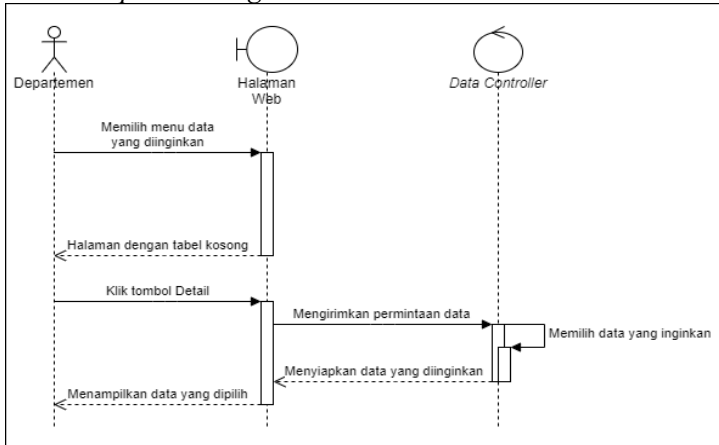 Departemen
Halaman
Web
Data Controller
Memilih menu data
yang diinginkan
Halaman dengan tabel kosong
Klik tombol Detail
Mengirimkan permintaan data
Memilih data yang inginkan
Menyiapkan data yang diinginkan
Menampilkan data yang dipilih